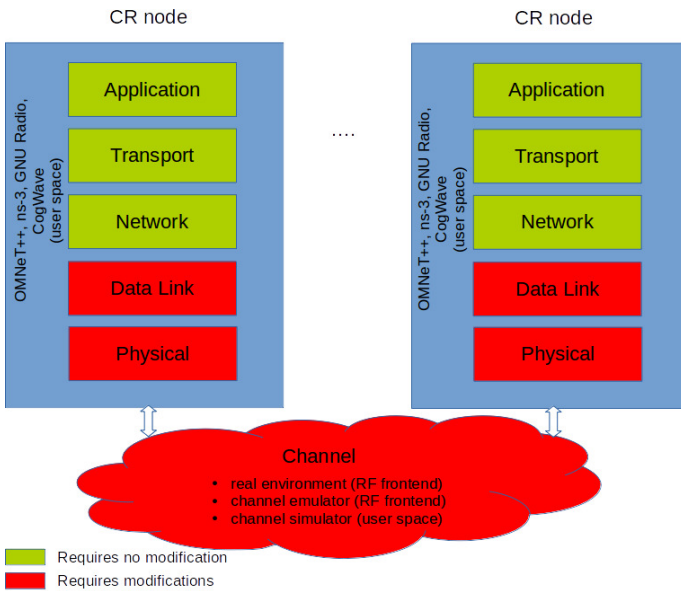 CR node
OMNeT++, ns-3, GNU Radio,
CogWave
(user space)
Application
Transport
Network
Data Link
Physical
....
CR node
OMNeT++, ns-3, GNU Radio,
CogWave
(user space)
Application
Transport
Network
Data Link
Physical
Channel
• real environment (RF frontend)
• channel emulator (RF frontend)
• channel simulator (user space)
Requires no modification
Requires modifications